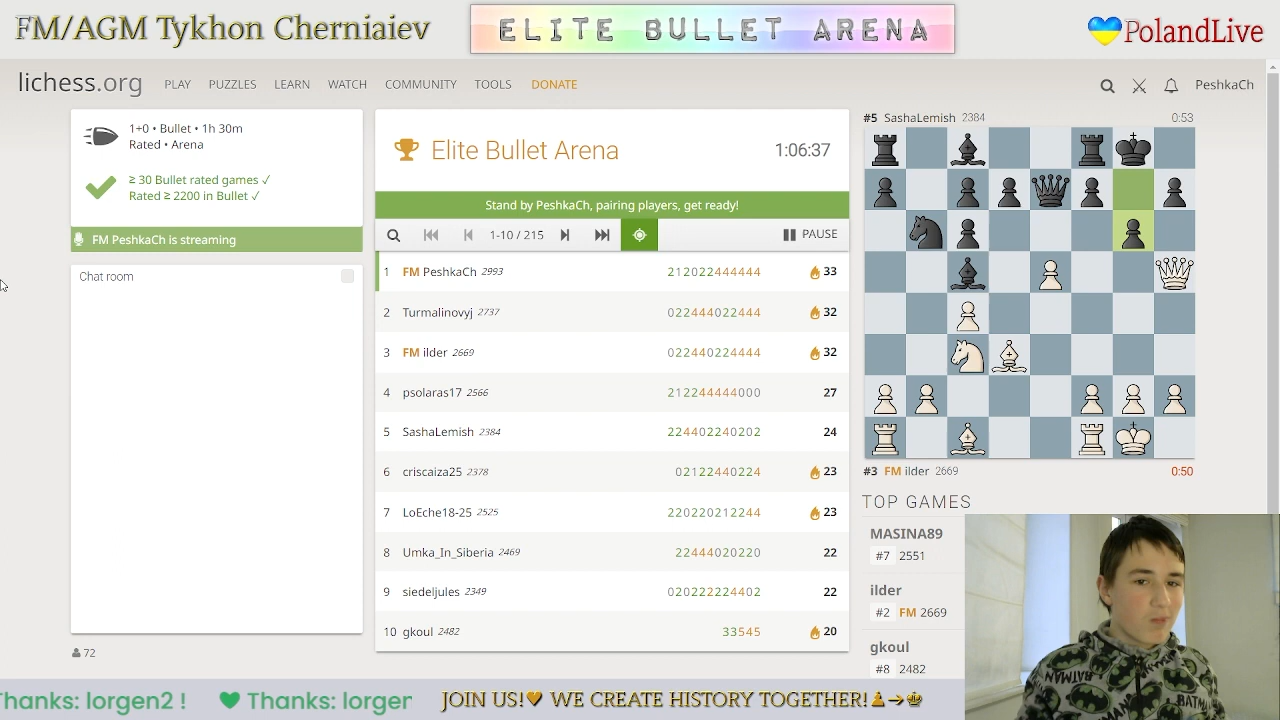 FM/AGM Tykhon Cherniaiev
ELITE BULLET ARENA
PolandLive
lichess.org PLAY PUZZLES LEARN WATCH COMMUNITY TOOLS DONATE PeshkaCh
1+0 • Bullet • 1h 30m
Rated • Arena
≥ 30 Bullet rated games ✓
Rated ≥ 2200 in Bullet ✓
FM PeshkaCh is streaming
Chat room
72
Elite Bullet Arena 1:06:37
Stand by PeshkaCh, pairing players, get ready!
1-10 / 215 PAUSE
1 FM PeshkaCh 2993 212022444444 33
2 Turmalinovyj 2737 022444022444 32
3 FM ilder 2669 022440224444 32
4 psolaras17 2566 212244444000 27
5 SashaLemish 2384 224402240202 24
6 criscaiza25 2378 02122440224 23
7 LoEche18-25 2525 220220212244 23
8 Umka_In_Siberia 2469 22444020220 22
9 siedeljules 2349 020222224402 22
10 gkoul 2482 33545 20
#5 SashaLemish 2384 0:53
#3 FM ilder 2669 0:50
TOP GAMES
MASINA89
#7 2551
ilder
#2 FM 2669
gkoul
#8 2482
Thanks: lorgen2 ! Thanks: lorger
JOIN US! WE CREATE HISTORY TOGETHER!
BATMAN